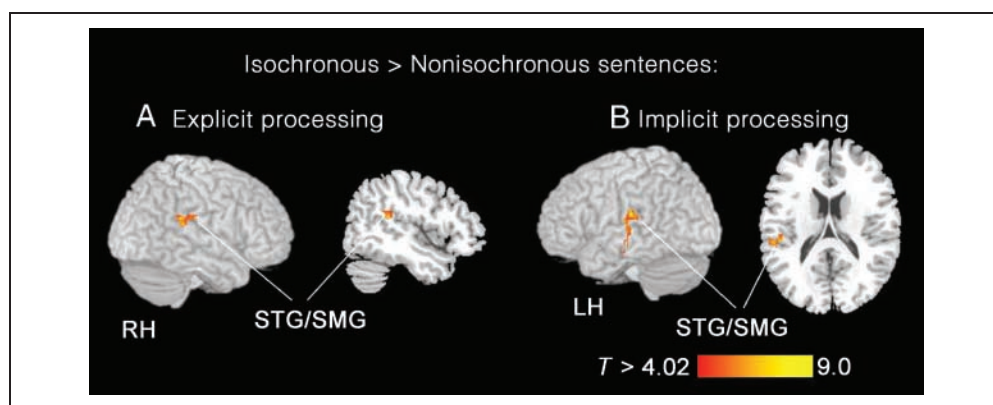 Isochronous > Nonisochronous sentences:
A Explicit processing
B Implicit processing
RH
STG/SMG
LH
STG/SMG
T > 4.02
9.0